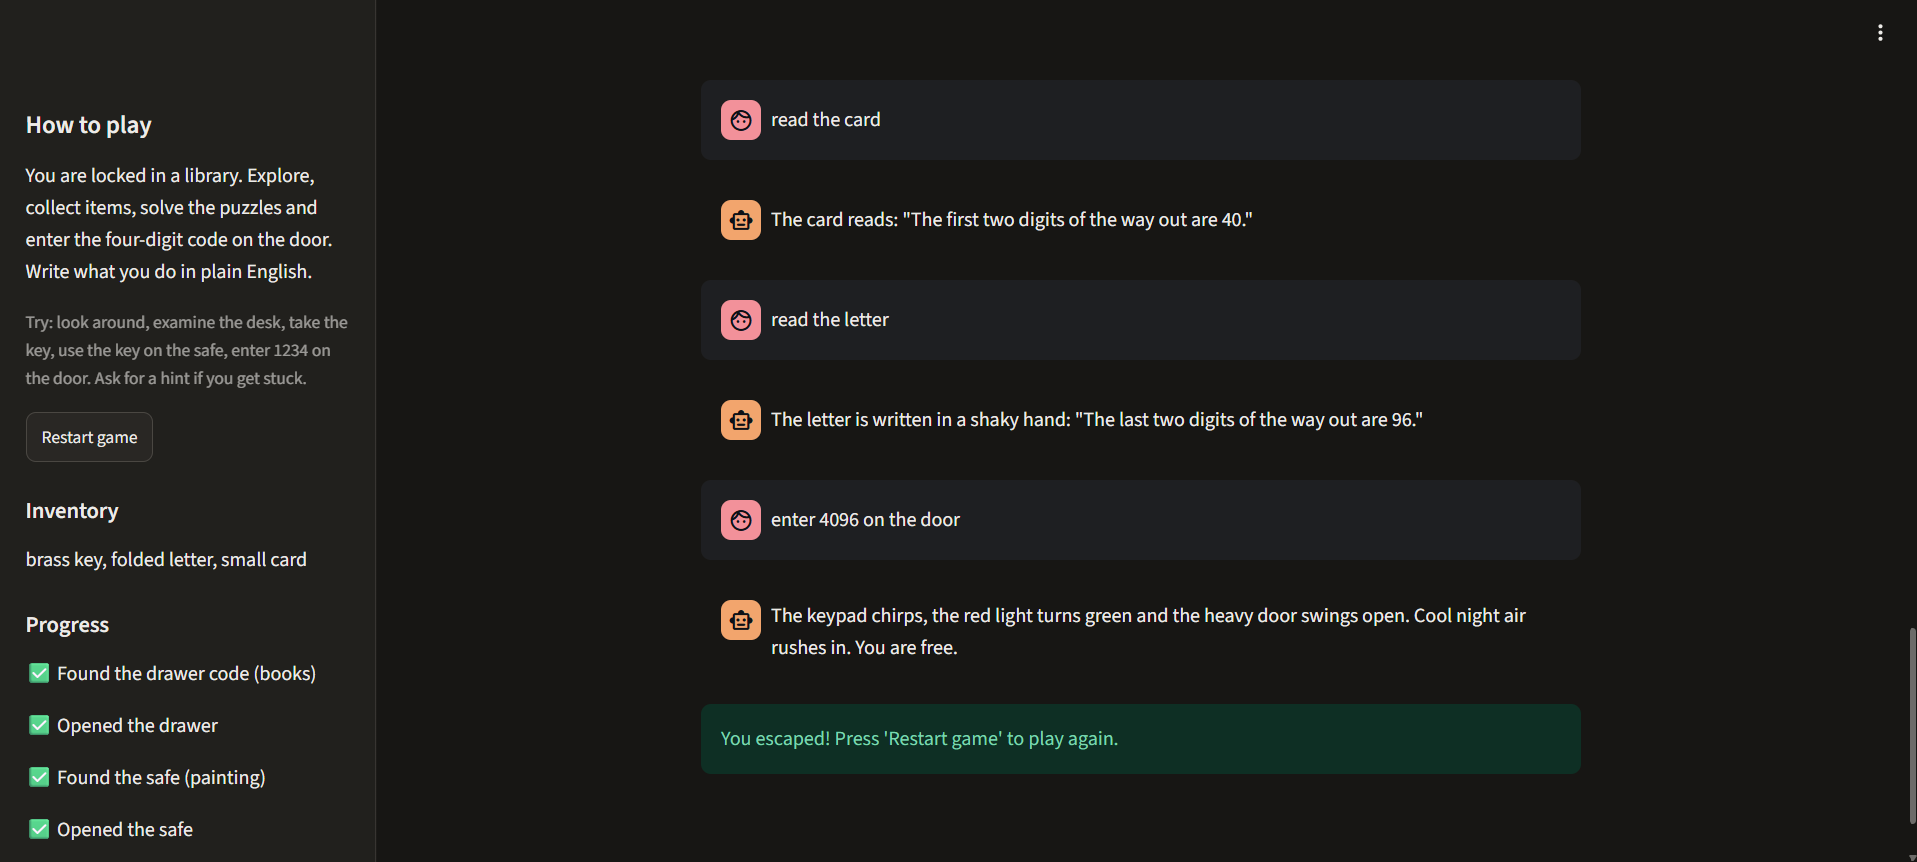 How to play
You are locked in a library. Explore,
collect items, solve the puzzles and
enter the four-digit code on the door.
Write what you do in plain English.
Try: look around, examine the desk, take the
key, use the key on the safe, enter 1234 on
the door. Ask for a hint if you get stuck.
Restart game
Inventory
brass key, folded letter, small card
Progress
Found the drawer code (books)
Opened the drawer
Found the safe (painting)
Opened the safe
read the card
The card reads: "The first two digits of the way out are 40."
read the letter
The letter is written in a shaky hand: "The last two digits of the way out are 96."
enter 4096 on the door
The keypad chirps, the red light turns green and the heavy door swings open. Cool night air
rushes in. You are free.
You escaped! Press 'Restart game' to play again.